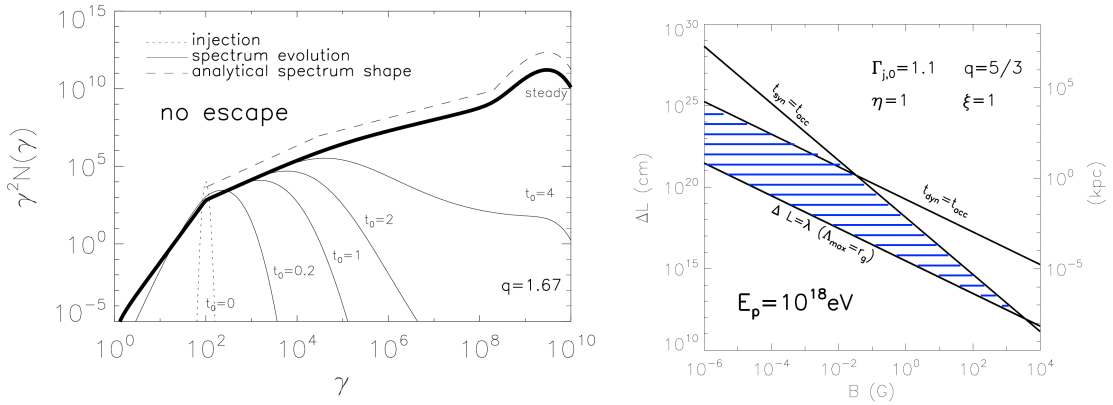 10^15
10^10
10^5
10^0
10^-5
γ^2N(γ)
injection
spectrum evolution
analytical spectrum shape
no escape
steady
t_0=4
t_0=2
t_0=1
t_0=0.2
t_0=0
q=1.67
10^0 10^2 10^4 10^6 10^8 10^10
γ
10^30
10^25
10^20
10^15
10^10
ΔL (cm)
Γ_j,0=1.1 q=5/3
η=1 ξ=1
t_syn=t_acc
t_dyn=t_acc
Δ L=λ (Λ_max=r_g)
E_p=10^18eV
10^5
10^0
10^-5
(kpc)
10^-6 10^-4 10^-2 10^0 10^2 10^4
B (G)